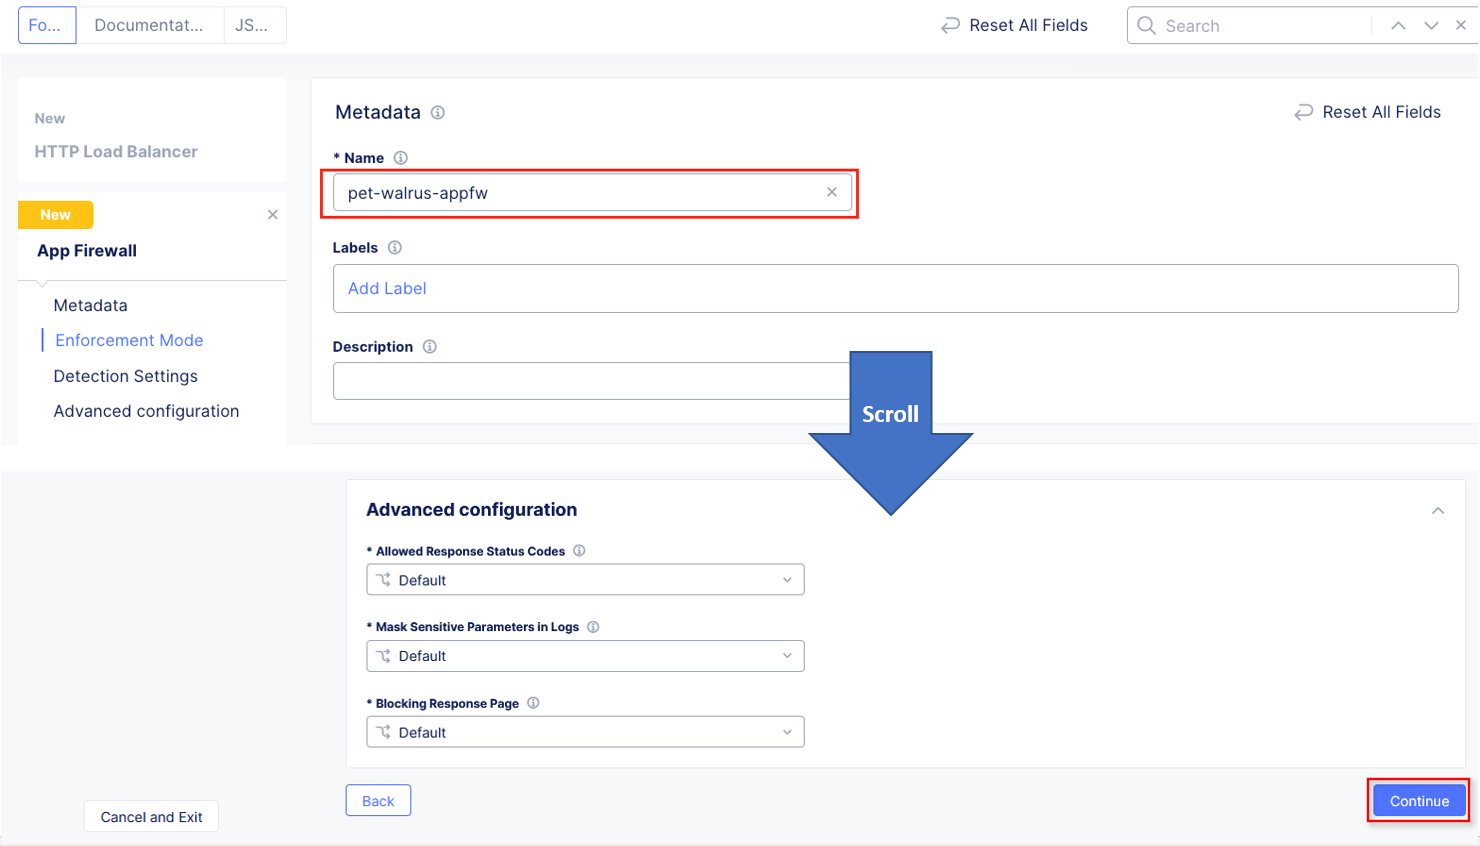 Fo...
Documentat...
JS...
Reset All Fields
Search
New
HTTP Load Balancer
New
App Firewall
Metadata
Enforcement Mode
Detection Settings
Advanced configuration
Metadata
Reset All Fields
* Name
pet-walrus-appfw
Labels
Add Label
Description
Scroll
Advanced configuration
* Allowed Response Status Codes
Default
* Mask Sensitive Parameters in Logs
Default
* Blocking Response Page
Default
Back
Continue
Cancel and Exit